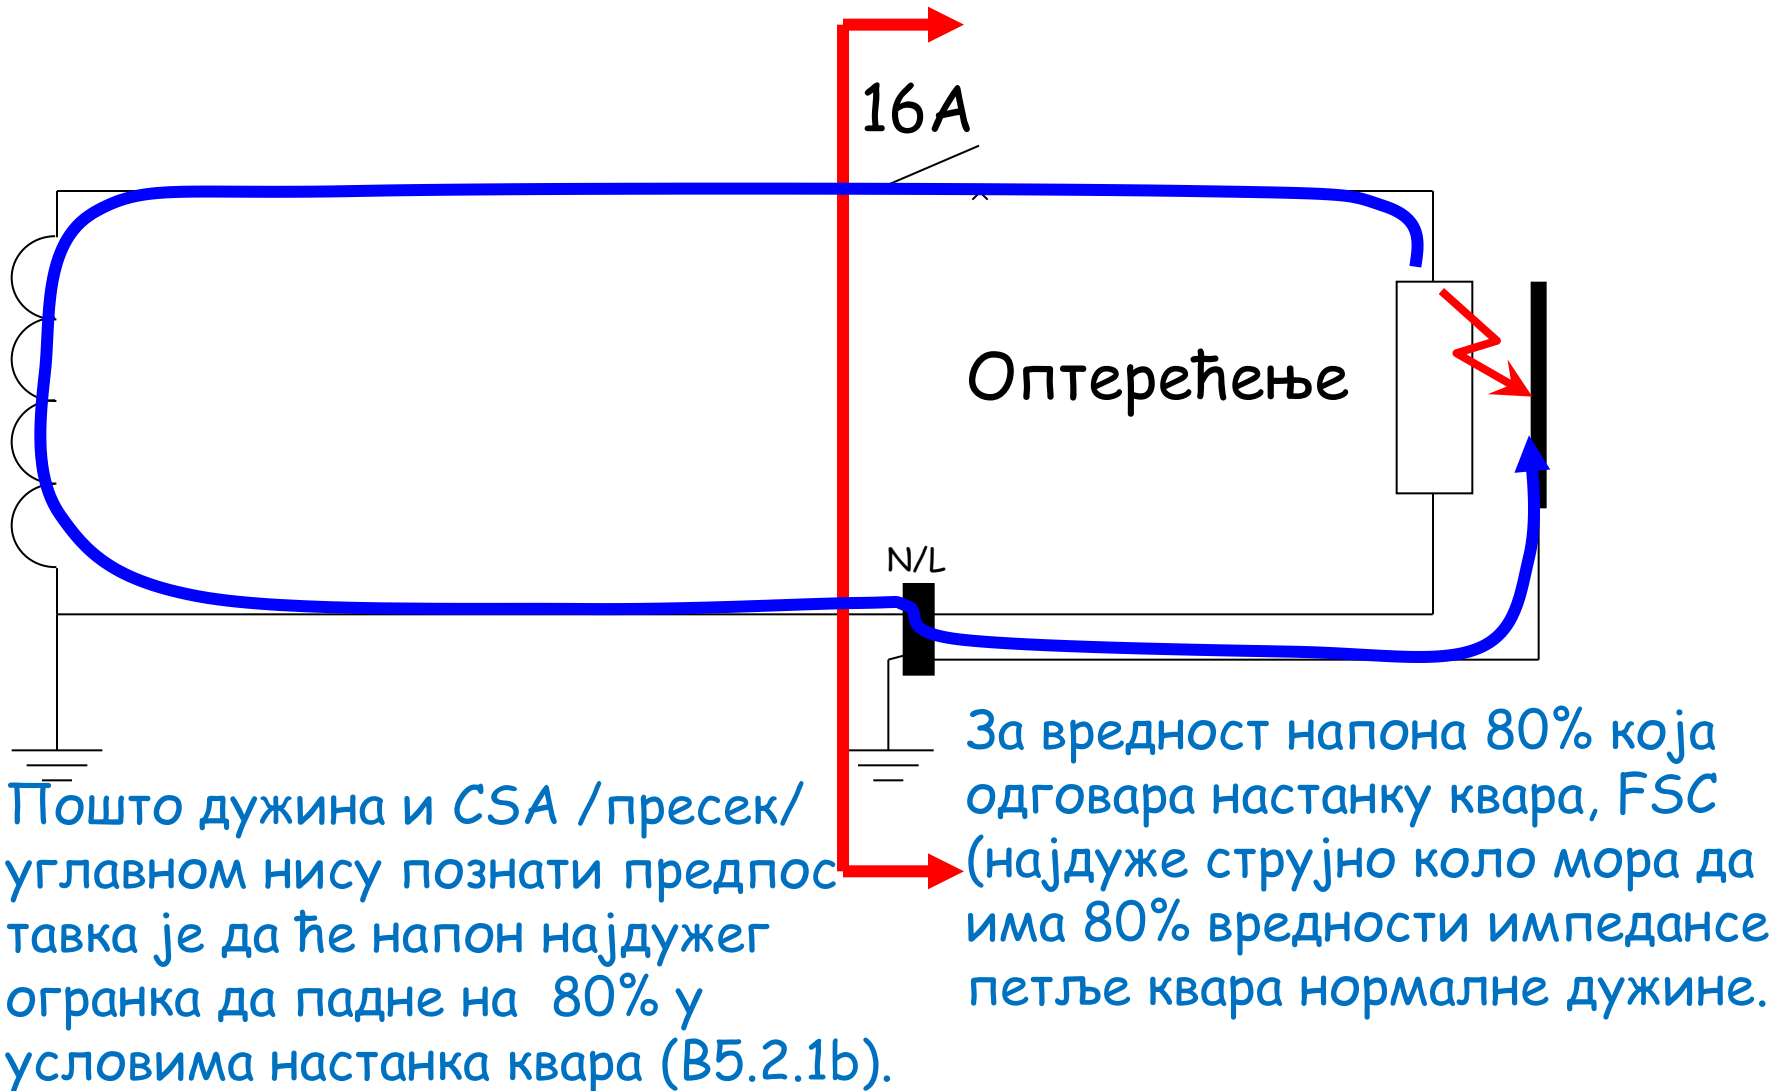 16A
Оптерећење
N/L
За вредност напона 80% која
одговара настанку квара, FSC
(најдуже струјно коло мора да
има 80% вредности импедансе
петље квара нормалне дужине.
Пошто дужина и CSA /пресек/
углавном нису познати предпос
тавка је да ће напон најдужег
огранка да падне на 80% у
условима настанка квара (B5.2.1b).